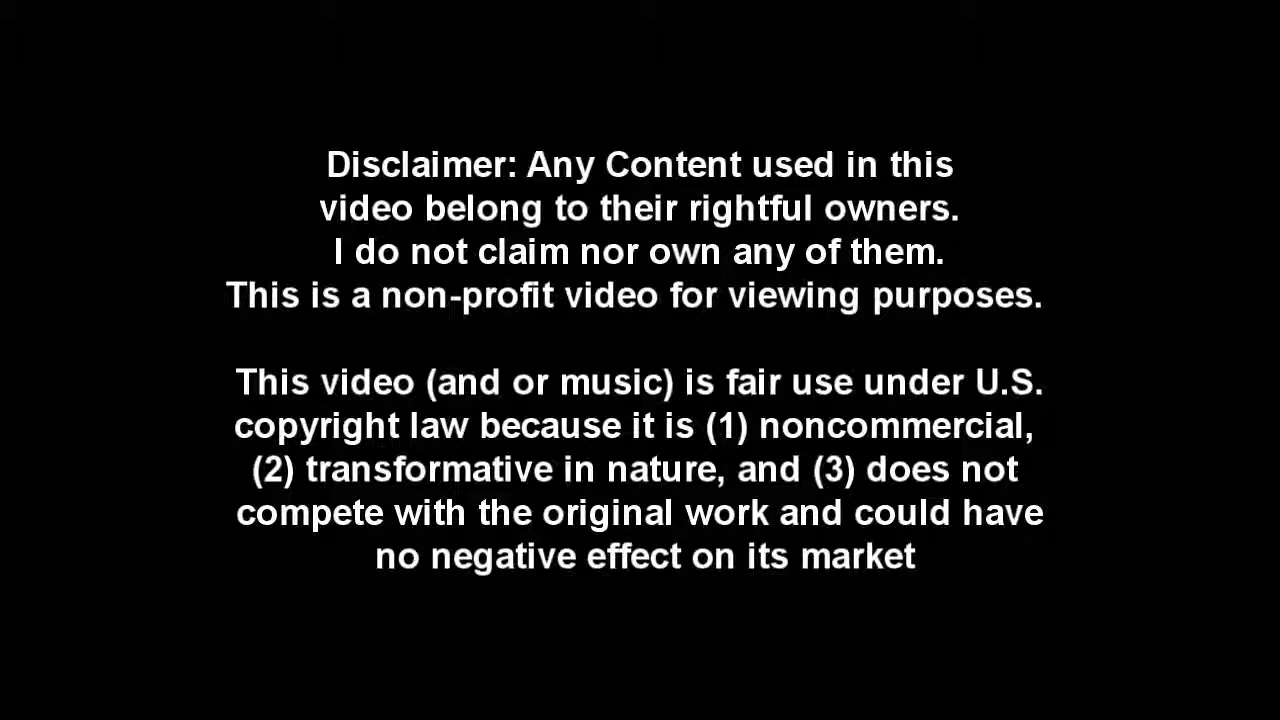 Disclaimer: Any Content used in this
video belong to their rightful owners.
I do not claim nor own any of them.
This is a non-profit video for viewing purposes.
This video (and or music) is fair use under U.S.
copyright law because it is (1) noncommercial,
(2) transformative in nature, and (3) does not
compete with the original work and could have
no negative effect on its market